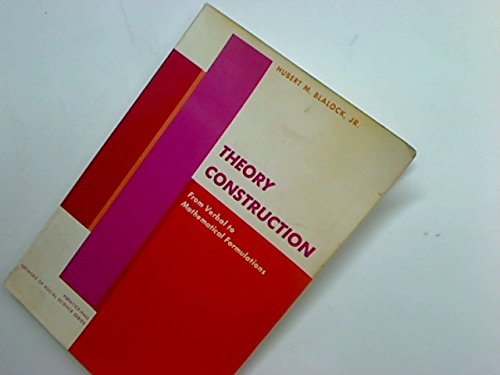 HUBERT M. BLALOCK, JR.
THEORY
CONSTRUCTION
From Verbal to
Mathematical Formulations
PRENTICE-HALL
METHODS OF SOCIAL SCIENCE SERIES